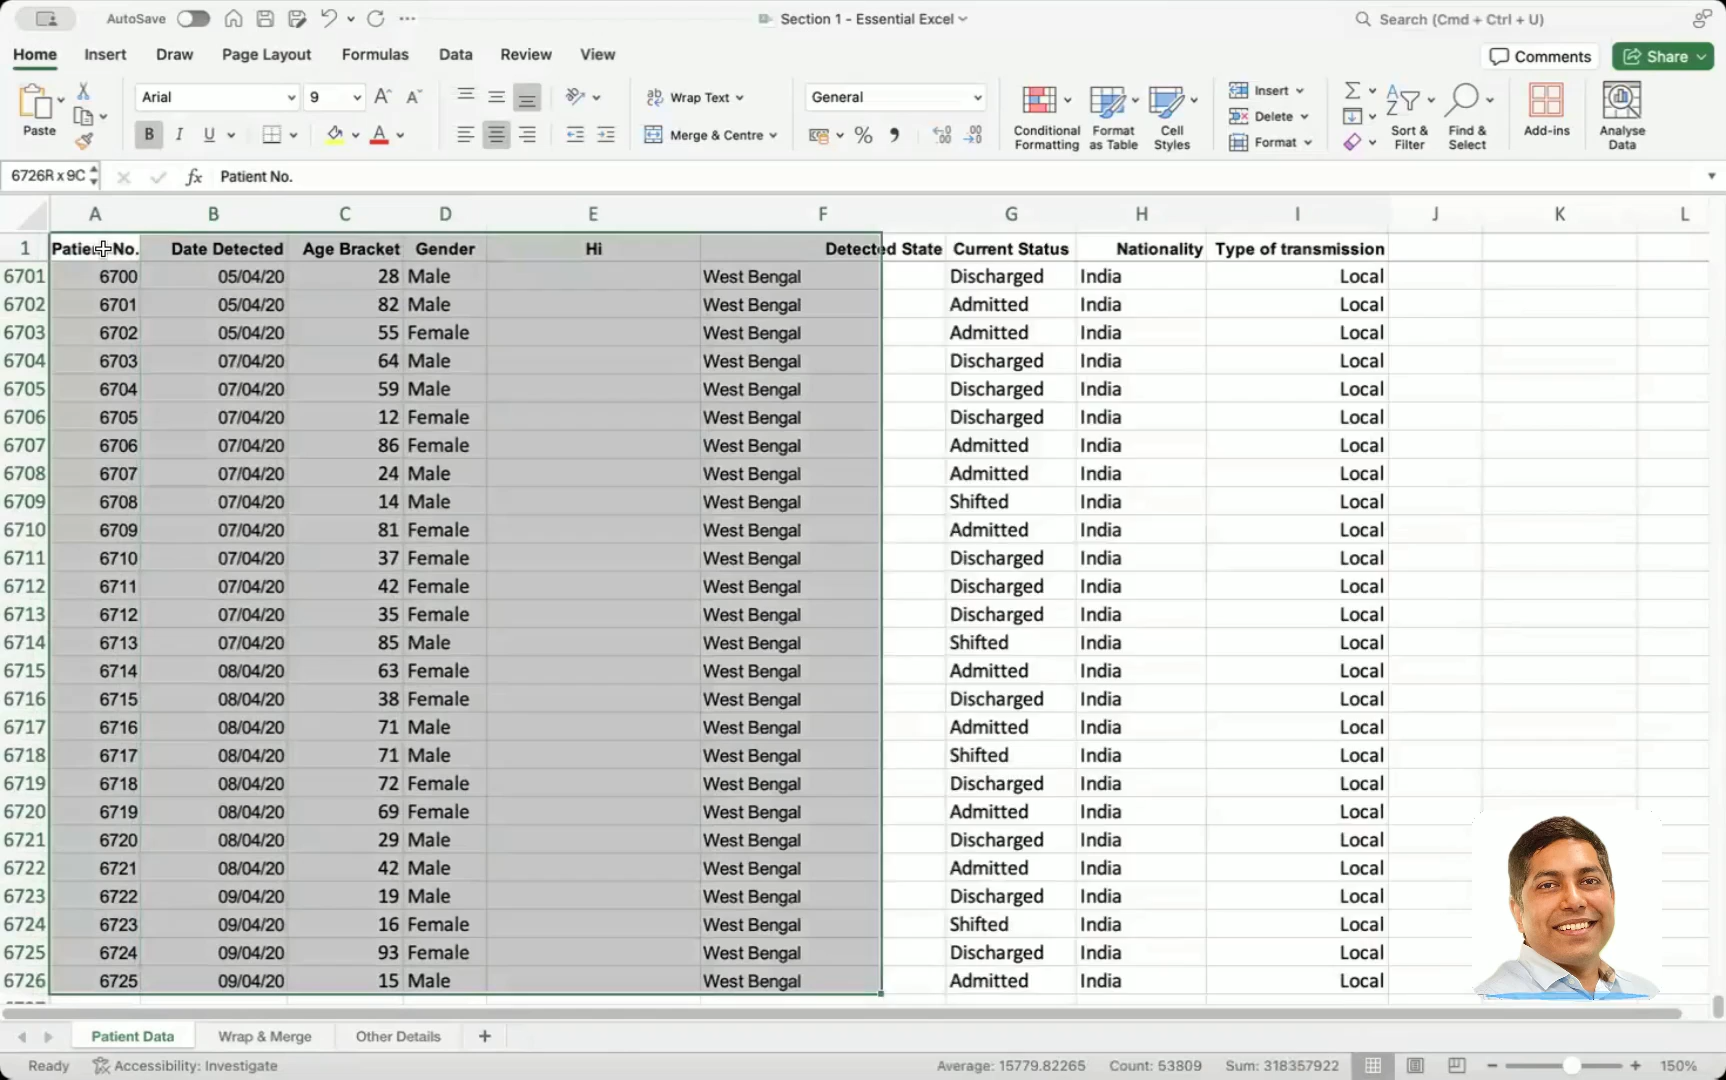 AutoSave
Section 1 - Essential Excel
Search (Cmd + Ctrl + U)
Home Insert Draw Page Layout Formulas Data Review View
Comments Share
Paste
Arial 9
B I U
Wrap Text
Merge & Centre
General
%
Conditional Formatting
Format as Table
Cell Styles
Insert
Delete
Format
Sort & Filter
Find & Select
Add-ins
Analyse Data
6726R x 9C fx Patient No.
A B C D E F G H I J K L
1 Patient No. Date Detected Age Bracket Gender Hi Detected State Current Status Nationality Type of transmission
6701 6700 05/04/20 28 Male West Bengal Discharged India Local
6702 6701 05/04/20 82 Male West Bengal Admitted India Local
6703 6702 05/04/20 55 Female West Bengal Admitted India Local
6704 6703 07/04/20 64 Male West Bengal Discharged India Local
6705 6704 07/04/20 59 Male West Bengal Discharged India Local
6706 6705 07/04/20 12 Female West Bengal Discharged India Local
6707 6706 07/04/20 86 Female West Bengal Admitted India Local
6708 6707 07/04/20 24 Male West Bengal Admitted India Local
6709 6708 07/04/20 14 Male West Bengal Shifted India Local
6710 6709 07/04/20 81 Female West Bengal Admitted India Local
6711 6710 07/04/20 37 Female West Bengal Discharged India Local
6712 6711 07/04/20 42 Female West Bengal Discharged India Local
6713 6712 07/04/20 35 Female West Bengal Discharged India Local
6714 6713 07/04/20 85 Male West Bengal Shifted India Local
6715 6714 08/04/20 63 Female West Bengal Admitted India Local
6716 6715 08/04/20 38 Female West Bengal Discharged India Local
6717 6716 08/04/20 71 Male West Bengal Admitted India Local
6718 6717 08/04/20 71 Male West Bengal Shifted India Local
6719 6718 08/04/20 72 Female West Bengal Discharged India Local
6720 6719 08/04/20 69 Female West Bengal Admitted India Local
6721 6720 08/04/20 29 Male West Bengal Discharged India Local
6722 6721 08/04/20 42 Male West Bengal Admitted India Local
6723 6722 09/04/20 19 Male West Bengal Discharged India Local
6724 6723 09/04/20 16 Female West Bengal Shifted India Local
6725 6724 09/04/20 93 Female West Bengal Discharged India Local
6726 6725 09/04/20 15 Male West Bengal Admitted India Local
Patient Data Wrap & Merge Other Details +
Ready Accessibility: Investigate Average: 15779.82265 Count: 53809 Sum: 318357922 150%